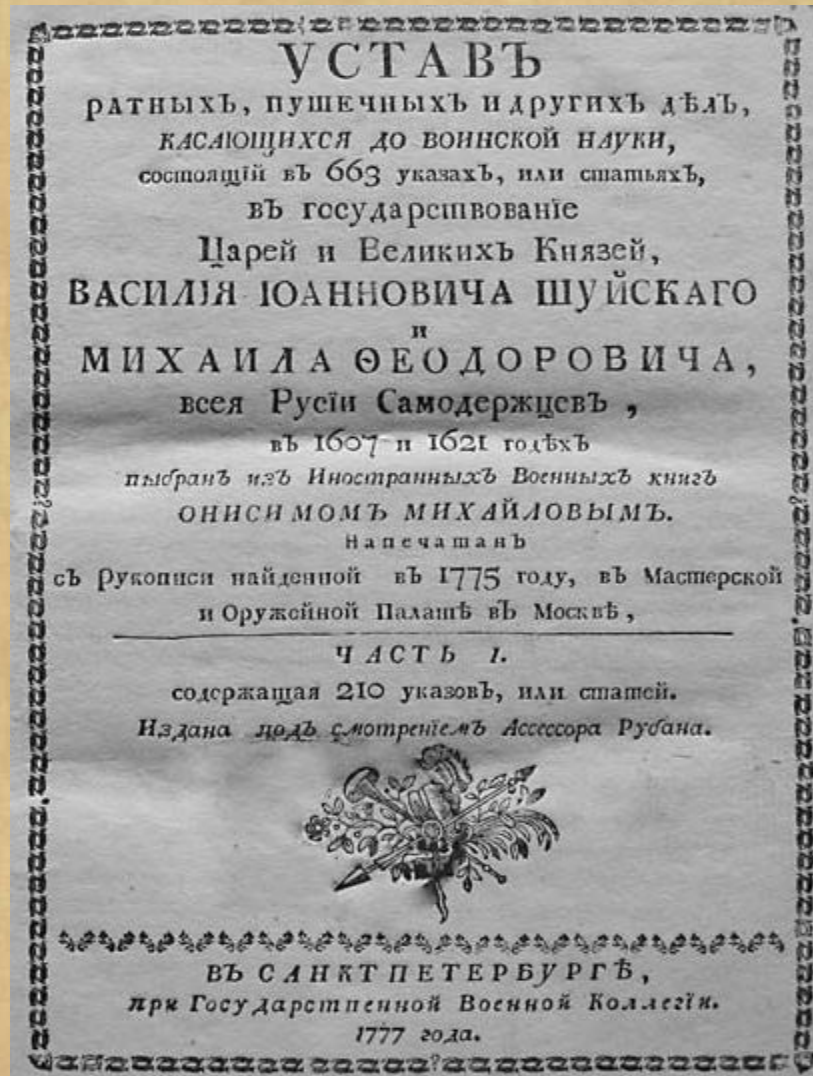 УСТАВЪ
ратныхъ, пушечныхъ и другихъ дѣлъ,
касающихся до воинской науки,
состоящій въ 663 указахъ, или статьяхъ,
въ государствованіе
Царей и Великихъ Князей,
ВАСИЛІЯ ІОАННОВИЧА ШУЙСКАГО
и
МИХАИЛА ѲЕОДОРОВИЧА,
всея Русіи Самодержцевъ,
въ 1607 и 1621 годѣхъ
выбранъ изъ Иностранныхъ Военныхъ книгъ
ОНИСИМОМЪ МИХАЙЛОВЫМЪ.
Напечатанъ
съ Рукописи найденной въ 1775 году, въ Мастерской
и Оружейной Палатѣ въ Москвѣ,
ЧАСТЬ I.
содержащая 210 указовъ, или статей.
Издана подъ смотреніемъ Ассессора Рубана.
ВЪ САНКТПЕТЕРБУРГѢ,
при Государственной Военной Коллегіи.
1777 года.